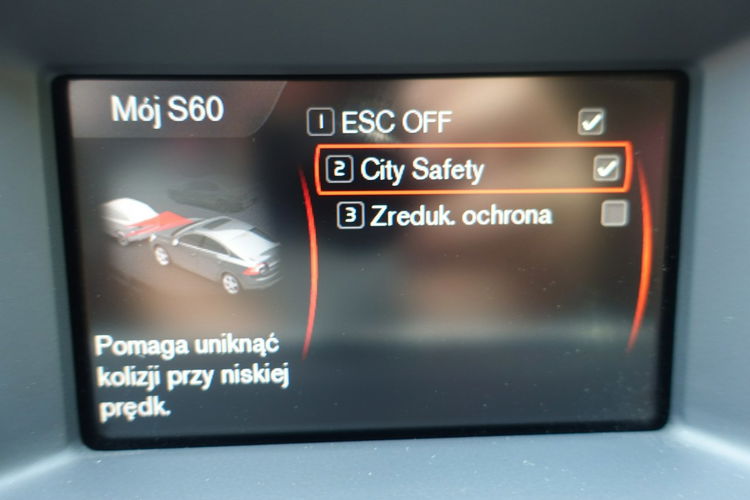 Mój S60
1 ESC OFF
2 City Safety
3 Zreduk. ochrona
Pomaga uniknąć
kolizji przy niskiej
prędk.